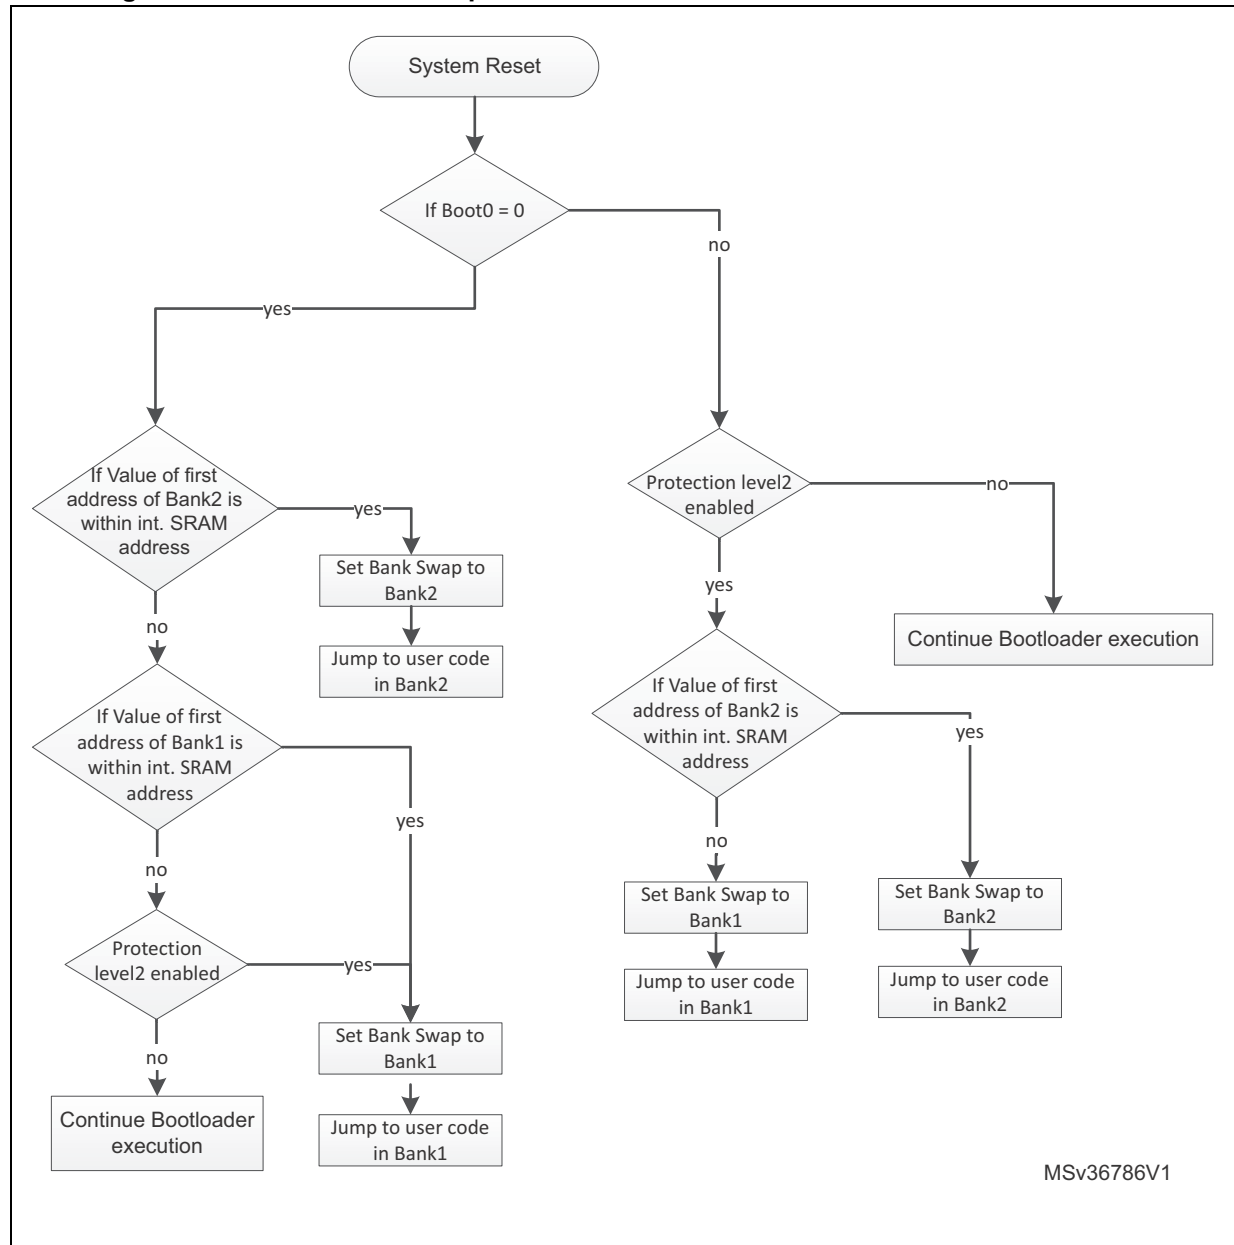 System Reset
If Boot0 = 0
no
yes
If Value of first
address of Bank2 is
within int. SRAM
address
yes
Set Bank Swap to
Bank2
Jump to user code
in Bank2
no
If Value of first
address of Bank1 is
within int. SRAM
address
yes
no
Protection
level2 enabled
yes
Set Bank Swap to
Bank1
Jump to user code
in Bank1
no
Continue Bootloader
execution
Protection level2
enabled
no
Continue Bootloader execution
yes
If Value of first
address of Bank2 is
within int. SRAM
address
yes
no
Set Bank Swap to
Bank1
Jump to user code
in Bank1
Set Bank Swap to
Bank2
Jump to user code
in Bank2
MSv36786V1